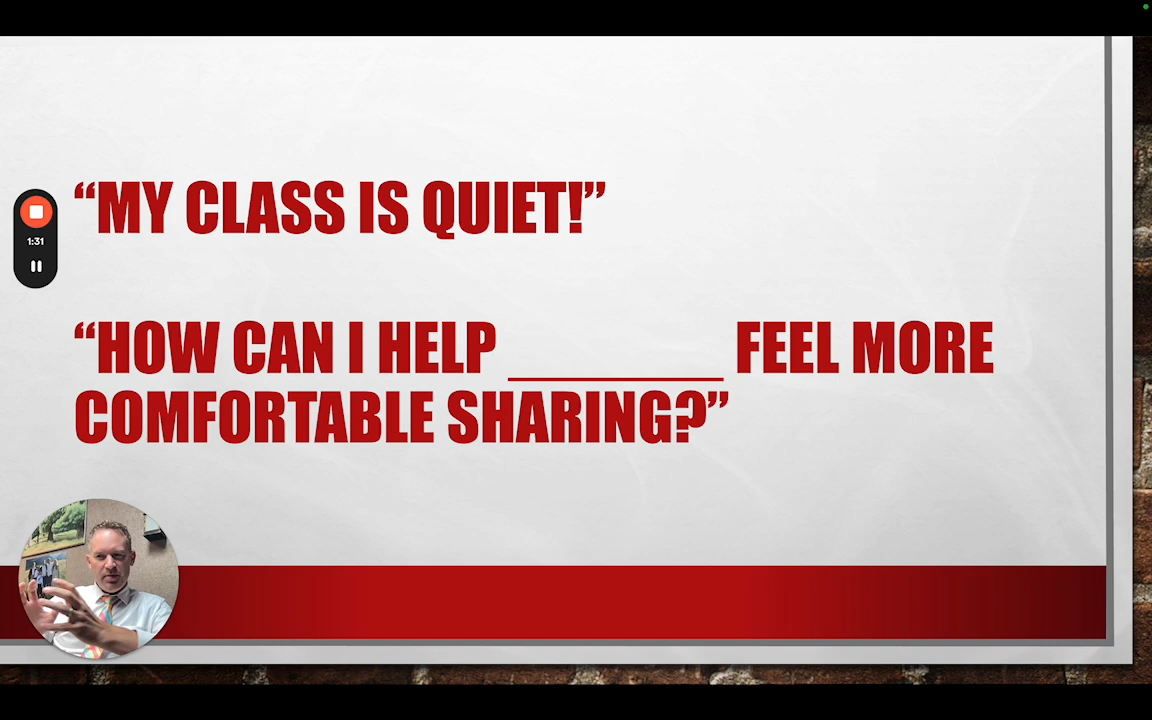 “MY CLASS IS QUIET!”
1:31
“HOW CAN I HELP ________ FEEL MORE
COMFORTABLE SHARING?”